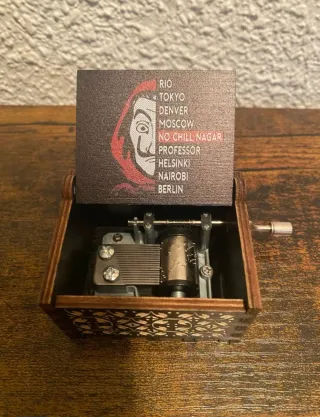 RIO
TOKYO
DENVER
MOSCOW
NO CHILL NAGAR
PROFESSOR
HELSINKI
NAIROBI
BERLIN